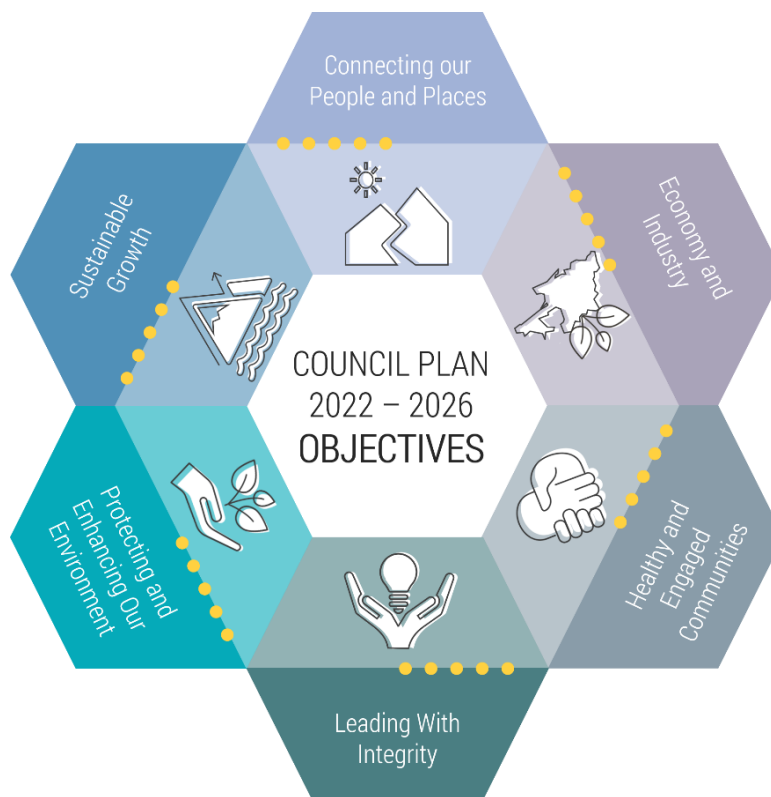 Connecting our
People and Places
Economy and
Industry
Healthy and
Engaged
Communities
Leading With
Integrity
Protecting and
Enhancing Our
Environment
Sustainable
Growth
COUNCIL PLAN
2022 – 2026
OBJECTIVES